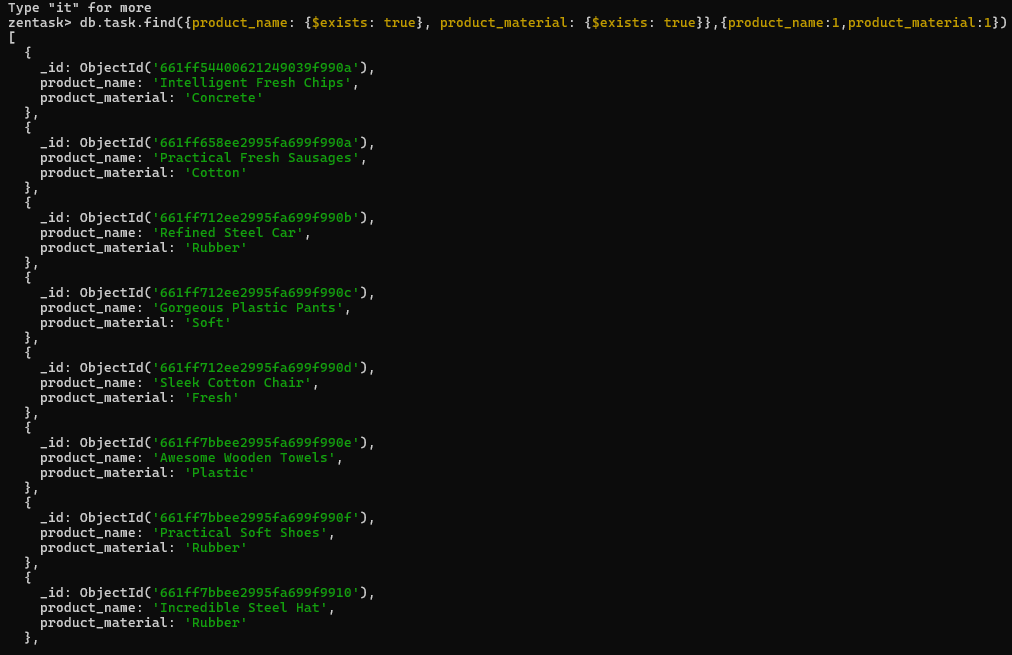 Type "it" for more
zentask> db.task.find({product_name: {$exists: true}, product_material: {$exists: true}},{product_name:1,product_material:1})
[
  {
    _id: ObjectId('661ff54400621249039f990a'),
    product_name: 'Intelligent Fresh Chips',
    product_material: 'Concrete'
  },
  {
    _id: ObjectId('661ff658ee2995fa699f990a'),
    product_name: 'Practical Fresh Sausages',
    product_material: 'Cotton'
  },
  {
    _id: ObjectId('661ff712ee2995fa699f990b'),
    product_name: 'Refined Steel Car',
    product_material: 'Rubber'
  },
  {
    _id: ObjectId('661ff712ee2995fa699f990c'),
    product_name: 'Gorgeous Plastic Pants',
    product_material: 'Soft'
  },
  {
    _id: ObjectId('661ff712ee2995fa699f990d'),
    product_name: 'Sleek Cotton Chair',
    product_material: 'Fresh'
  },
  {
    _id: ObjectId('661ff7bbee2995fa699f990e'),
    product_name: 'Awesome Wooden Towels',
    product_material: 'Plastic'
  },
  {
    _id: ObjectId('661ff7bbee2995fa699f990f'),
    product_name: 'Practical Soft Shoes',
    product_material: 'Rubber'
  },
  {
    _id: ObjectId('661ff7bbee2995fa699f9910'),
    product_name: 'Incredible Steel Hat',
    product_material: 'Rubber'
  },